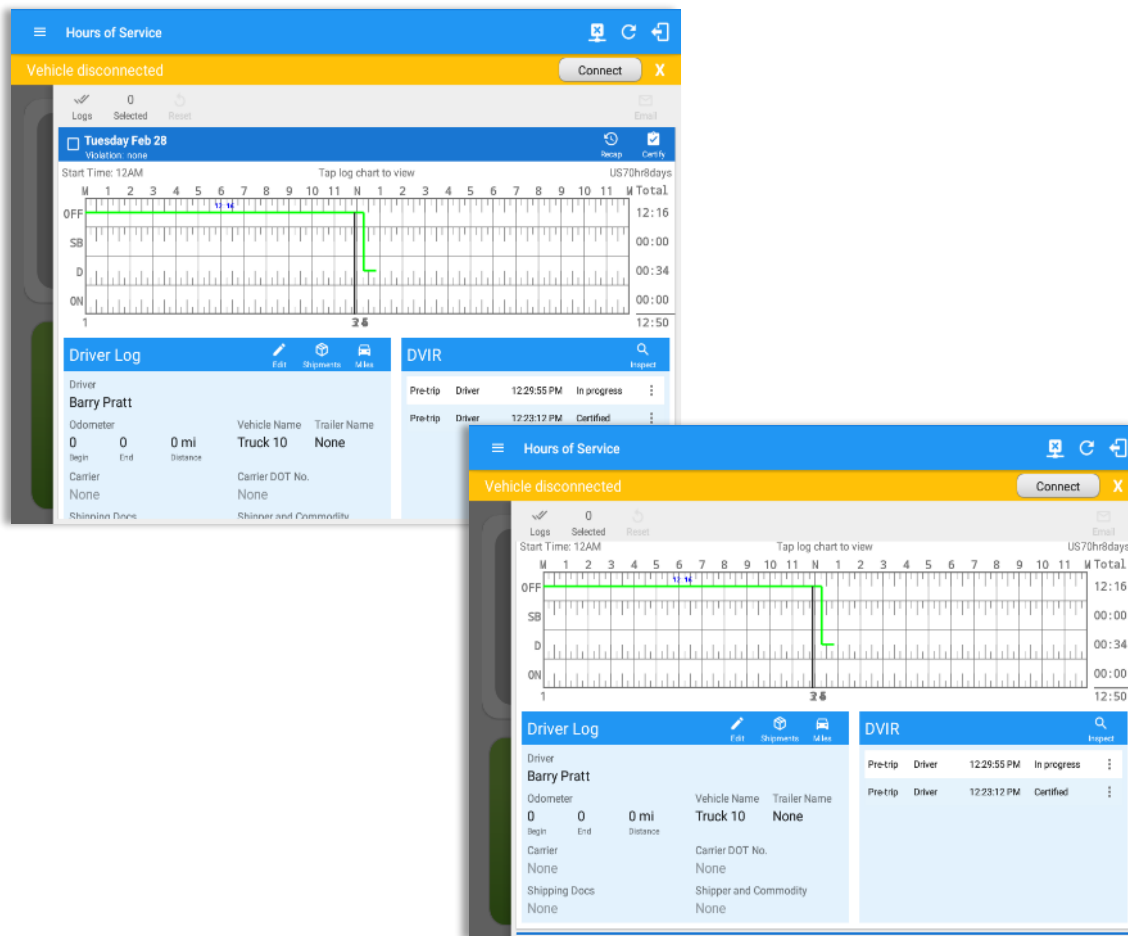 Hours of Service
Vehicle disconnected Connect X
Logs 0 Selected Reset Email
Tuesday Feb 28
Violation: none Recap Certify
Start Time: 12AM Tap log chart to view US70hr8days
M 1 2 3 4 5 6 7 8 9 10 11 N 1 2 3 4 5 6 7 8 9 10 11 M Total
OFF 12:16 12:16
SB 00:00
D 00:34
ON 00:00
1 12:50
Driver Log Edit Shipments Miles
Driver
Barry Pratt
Odometer Vehicle Name Trailer Name
0 0 0 mi Truck 10 None
Begin End Distance
Carrier Carrier DOT No.
None None
Shipping Docs Shipper and Commodity
DVIR Inspect
Pre-trip Driver 12:29:55 PM In progress
Pre-trip Driver 12:23:12 PM Certified
Hours of Service
Vehicle disconnected Connect X
Logs 0 Selected Reset Email
Start Time: 12AM Tap log chart to view US70hr8days
M 1 2 3 4 5 6 7 8 9 10 11 N 1 2 3 4 5 6 7 8 9 10 11 M Total
OFF 12:16 12:16
SB 00:00
D 00:34
ON 00:00
1 12:50
Driver Log Edit Shipments Miles
Driver
Barry Pratt
Odometer Vehicle Name Trailer Name
0 0 0 mi Truck 10 None
Begin End Distance
Carrier Carrier DOT No.
None None
Shipping Docs Shipper and Commodity
None None
DVIR Inspect
Pre-trip Driver 12:29:55 PM In progress
Pre-trip Driver 12:23:12 PM Certified